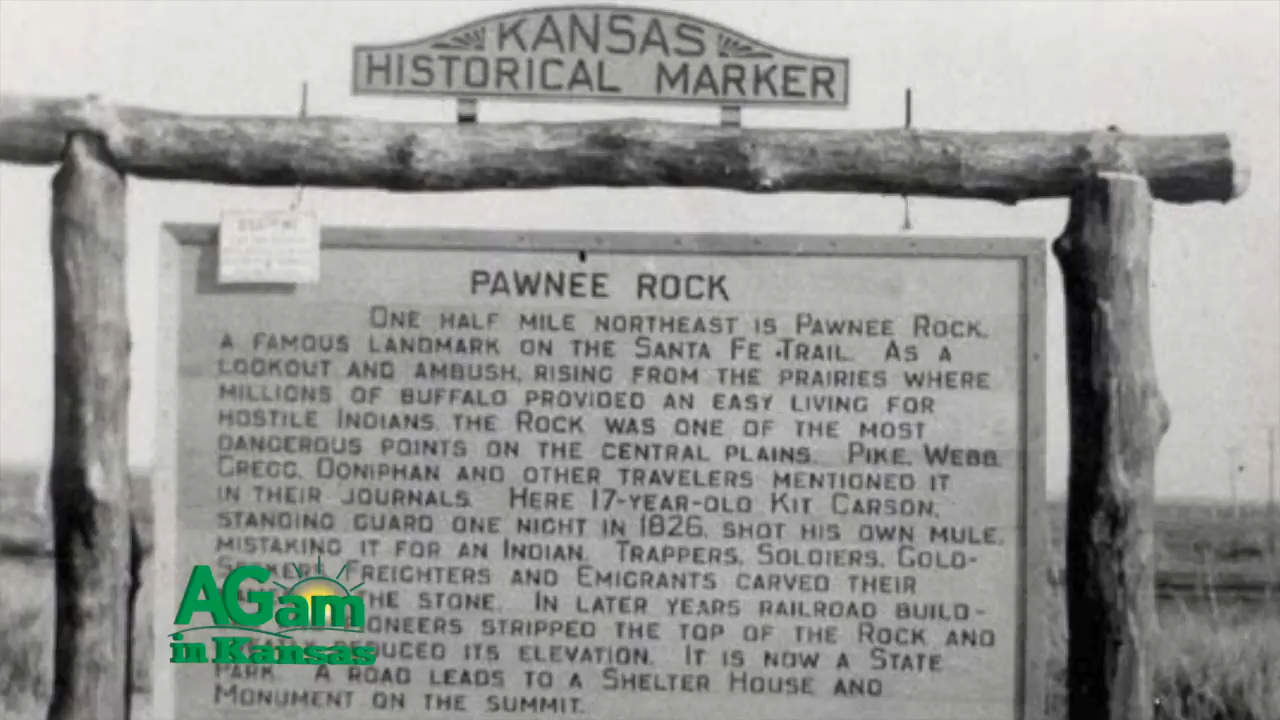 KANSAS
HISTORICAL MARKER
PAWNEE ROCK
ONE HALF MILE NORTHEAST IS PAWNEE ROCK,
A FAMOUS LANDMARK ON THE SANTA FE TRAIL. AS A
LOOKOUT AND AMBUSH, RISING FROM THE PRAIRIES WHERE
MILLIONS OF BUFFALO PROVIDED AN EASY LIVING FOR
HOSTILE INDIANS, THE ROCK WAS ONE OF THE MOST
DANGEROUS POINTS ON THE CENTRAL PLAINS. PIKE, WEBB,
GREGG, DONIPHAN AND OTHER TRAVELERS MENTIONED IT
IN THEIR JOURNALS. HERE 17-YEAR-OLD KIT CARSON,
STANDING GUARD ONE NIGHT IN 1826, SHOT HIS OWN MULE,
MISTAKING IT FOR AN INDIAN. TRAPPERS, SOLDIERS, GOLD-
SEEKERS, FREIGHTERS AND EMIGRANTS CARVED THEIR
THE STONE. IN LATER YEARS RAILROAD BUILD-
PIONEERS STRIPPED THE TOP OF THE ROCK AND
REDUCED ITS ELEVATION. IT IS NOW A STATE
PARK. A ROAD LEADS TO A SHELTER HOUSE AND
MONUMENT ON THE SUMMIT.
AGam
in Kansas